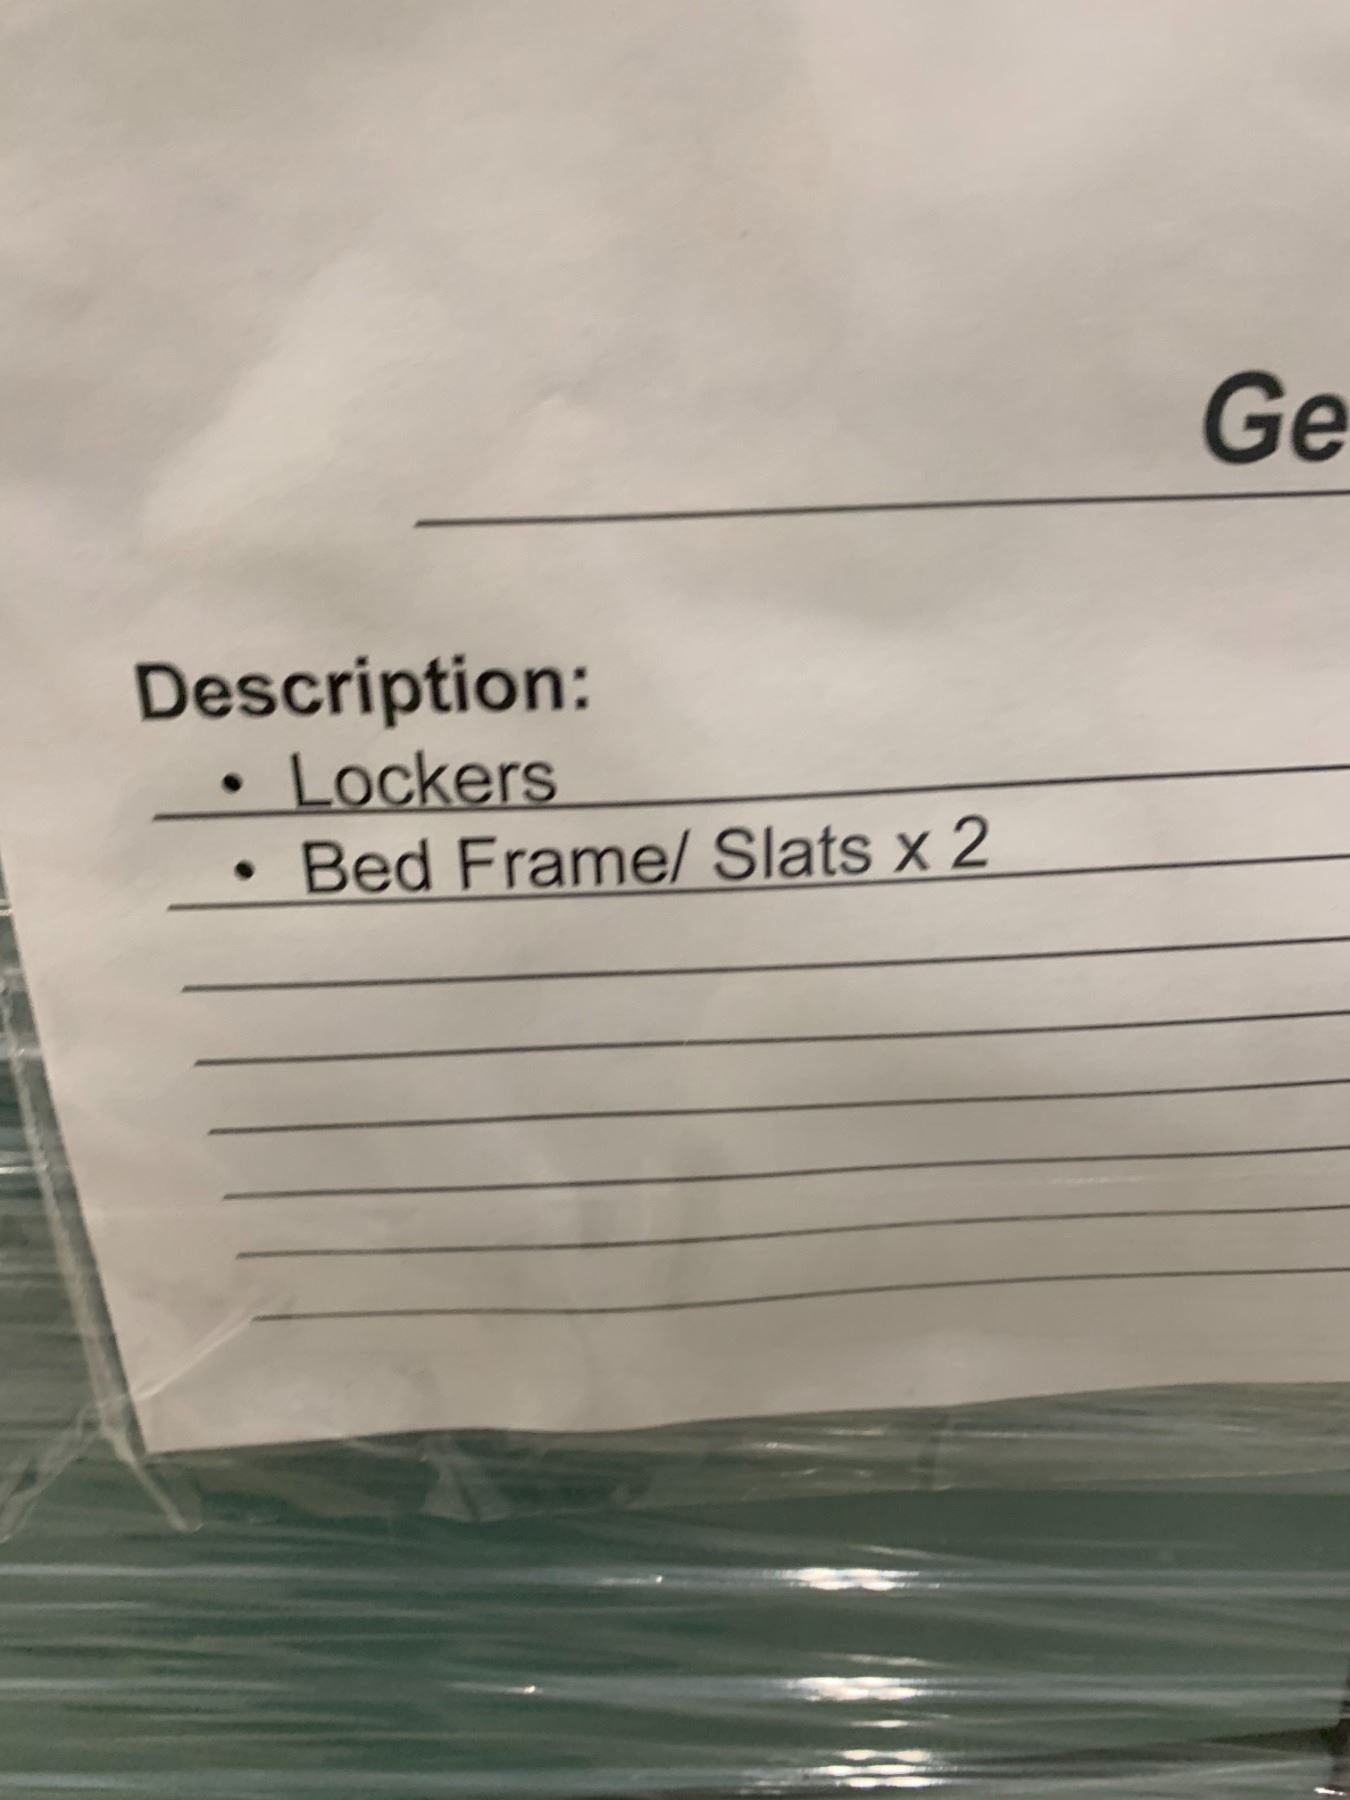 Ge
Description:
• Lockers
• Bed Frame/ Slats x 2